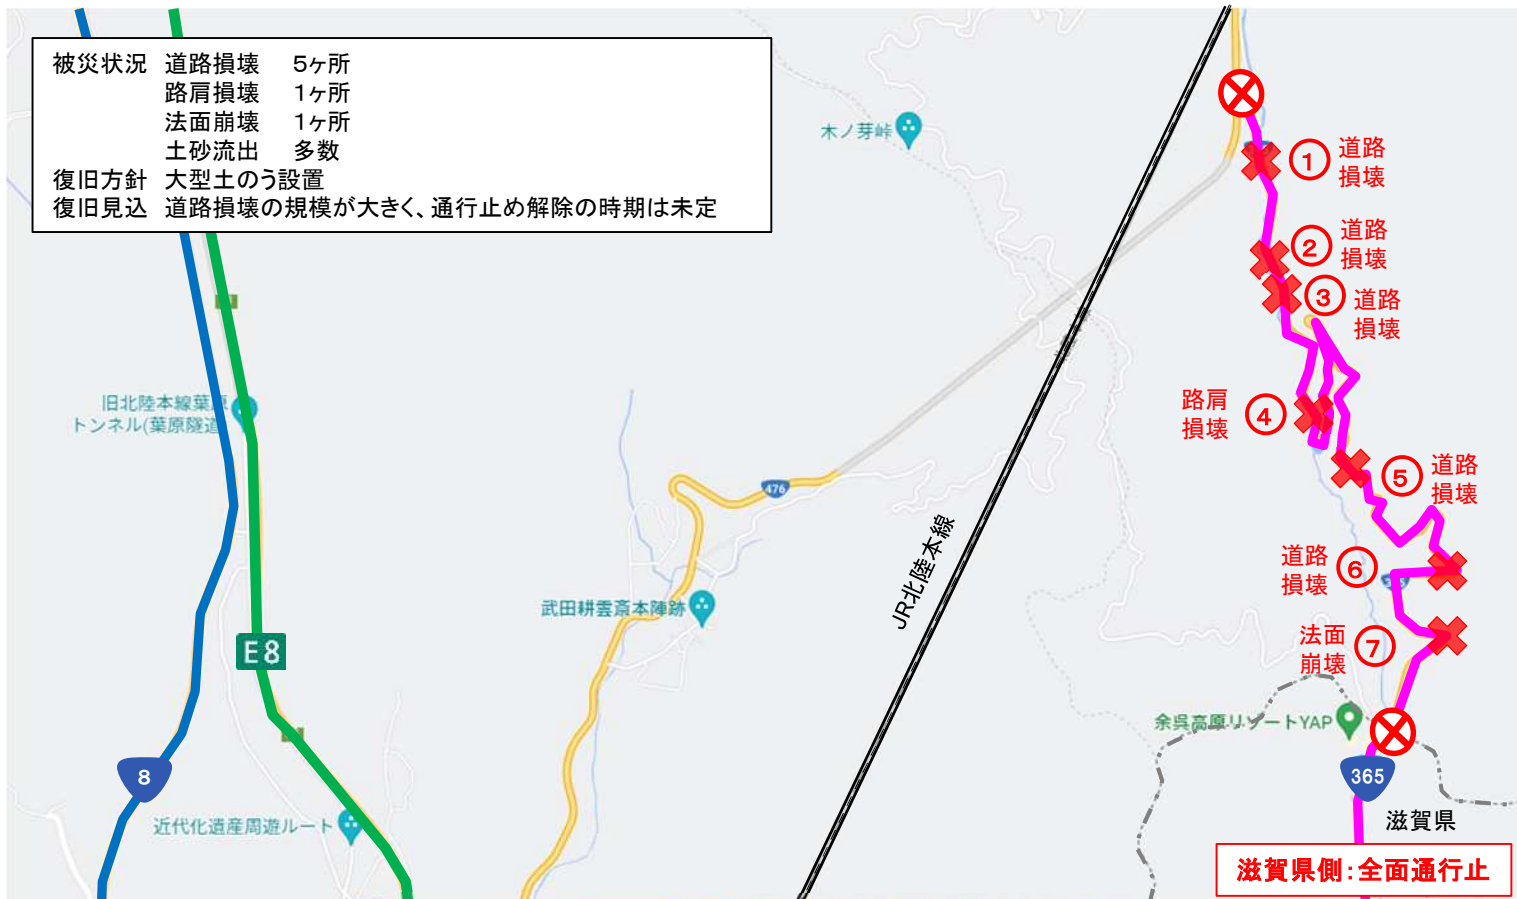 被災状況 道路損壊 5ヶ所
路肩損壊 1ヶ所
法面崩壊 1ヶ所
土砂流出 多数
復旧方針 大型土のう設置
復旧見込 道路損壊の規模が大きく、通行止め解除の時期は未定
木ノ芽峠
① 道路
損壊
② 道路
損壊
③ 道路
損壊
路肩
損壊 ④
旧北陸本線葉原
トンネル(葉原隧道
⑤ 道路
損壊
476
JR北陸本線
道路
損壊 ⑥
武田耕雲斎本陣跡
法面
崩壊 ⑦
E8
余呉高原リゾートYAP
8
365
近代化遺産周遊ルート
滋賀県
滋賀県側:全面通行止